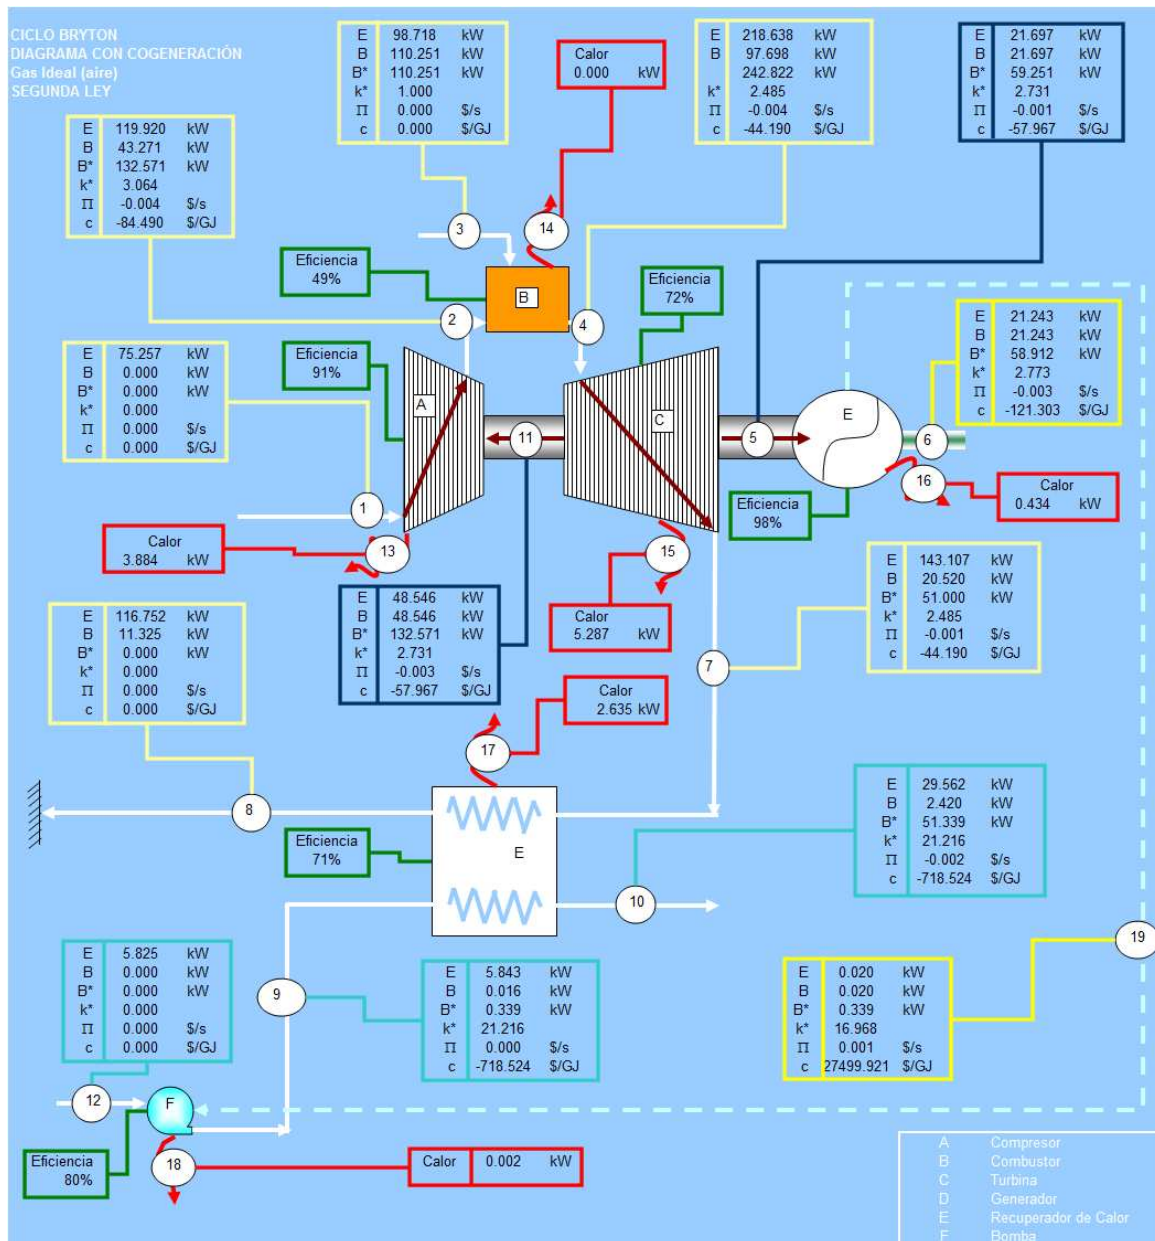 CICLO BRYTON
DIAGRAMA CON COGENERACIÓN
Gas Ideal (aire)
SEGUNDA LEY
E 119.920 kW
B 43.271 kW
B* 132.571 kW
k* 3.064
Π -0.004 $/s
c -84.490 $/GJ
E 98.718 kW
B 110.251 kW
B* 110.251 kW
k* 1.000
Π 0.000 $/s
c 0.000 $/GJ
Calor
0.000 kW
E 218.638 kW
B 97.698 kW
B* 242.822 kW
k* 2.485
Π -0.004 $/s
c -44.190 $/GJ
E 21.697 kW
B 21.697 kW
B* 59.251 kW
k* 2.731
Π -0.001 $/s
c -57.967 $/GJ
3
14
Eficiencia
49%
B
Eficiencia
72%
2
4
E 75.257 kW
B 0.000 kW
B* 0.000 kW
k* 0.000
Π 0.000 $/s
c 0.000 $/GJ
Eficiencia
91%
A
C
11
5
E
6
E 21.243 kW
B 21.243 kW
B* 58.912 kW
k* 2.773
Π -0.003 $/s
c -121.303 $/GJ
1
16
Calor
0.434 kW
Eficiencia
98%
Calor
3.884 kW
13
15
E 48.546 kW
B 48.546 kW
B* 132.571 kW
k* 2.731
Π -0.003 $/s
c -57.967 $/GJ
Calor
5.287 kW
E 143.107 kW
B 20.520 kW
B* 51.000 kW
k* 2.485
Π -0.001 $/s
c -44.190 $/GJ
E 116.752 kW
B 11.325 kW
B* 0.000 kW
k* 0.000
Π 0.000 $/s
c 0.000 $/GJ
7
Calor
2.635 kW
17
8
E 29.562 kW
B 2.420 kW
B* 51.339 kW
k* 21.216
Π -0.002 $/s
c -718.524 $/GJ
Eficiencia
71%
E
10
19
E 5.825 kW
B 0.000 kW
B* 0.000 kW
k* 0.000
Π 0.000 $/s
c 0.000 $/GJ
9
E 5.843 kW
B 0.016 kW
B* 0.339 kW
k* 21.216
Π 0.000 $/s
c -718.524 $/GJ
E 0.020 kW
B 0.020 kW
B* 0.339 kW
k* 16.968
Π 0.001 $/s
c 27499.921 $/GJ
12
F
Eficiencia
80%
18
Calor 0.002 kW
A Compresor
B Combustor
C Turbina
D Generador
E Recuperador de Calor
F Bomba